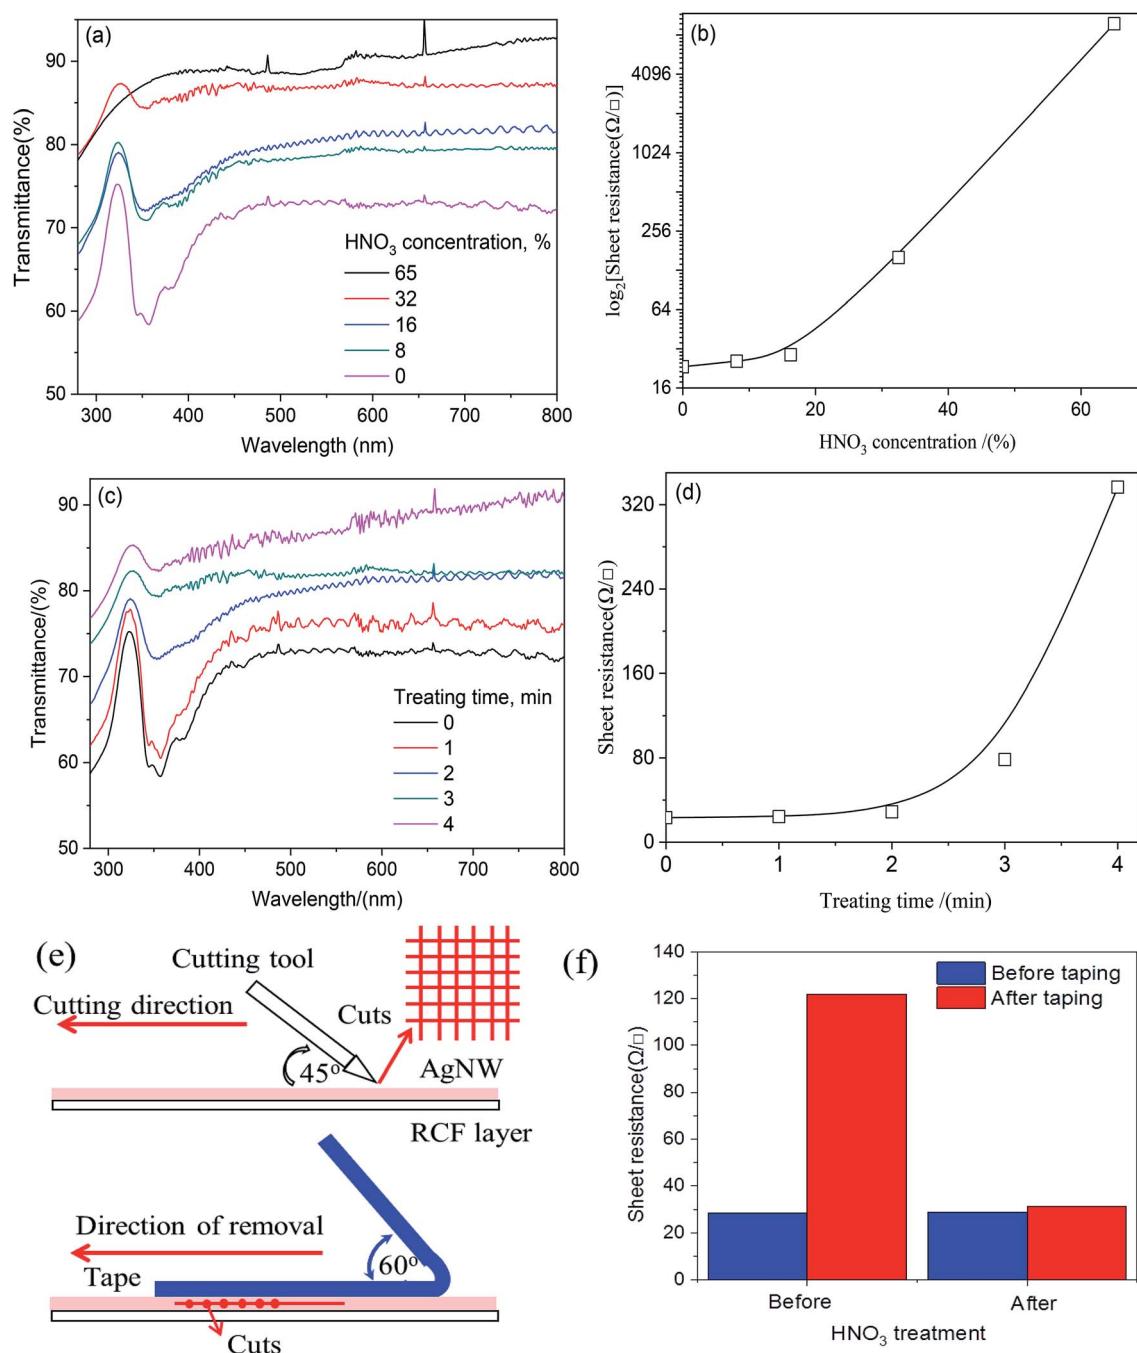 (a)
Transmittance(%)
90
80
70
60
50
HNO₃ concentration, %
65
32
16
8
0
300 400 500 600 700 800
Wavelength (nm)
(b)
log₂[Sheet resistance(Ω/□)]
4096
1024
256
64
16
0 20 40 60
HNO₃ concentration /(%)
(c)
Transmittance/(%)
90
80
70
60
50
Treating time, min
0
1
2
3
4
300 400 500 600 700 800
Wavelength/(nm)
(d)
Sheet resistance(Ω/□)
320
240
160
80
0
0 1 2 3 4
Treating time /(min)
(e)
Cutting tool
Cutting direction
Cuts
45°
AgNW
RCF layer
Direction of removal
60°
Tape
Cuts
(f)
Sheet resistance(Ω/□)
140
120
100
80
60
40
20
0
Before taping
After taping
Before After
HNO₃ treatment